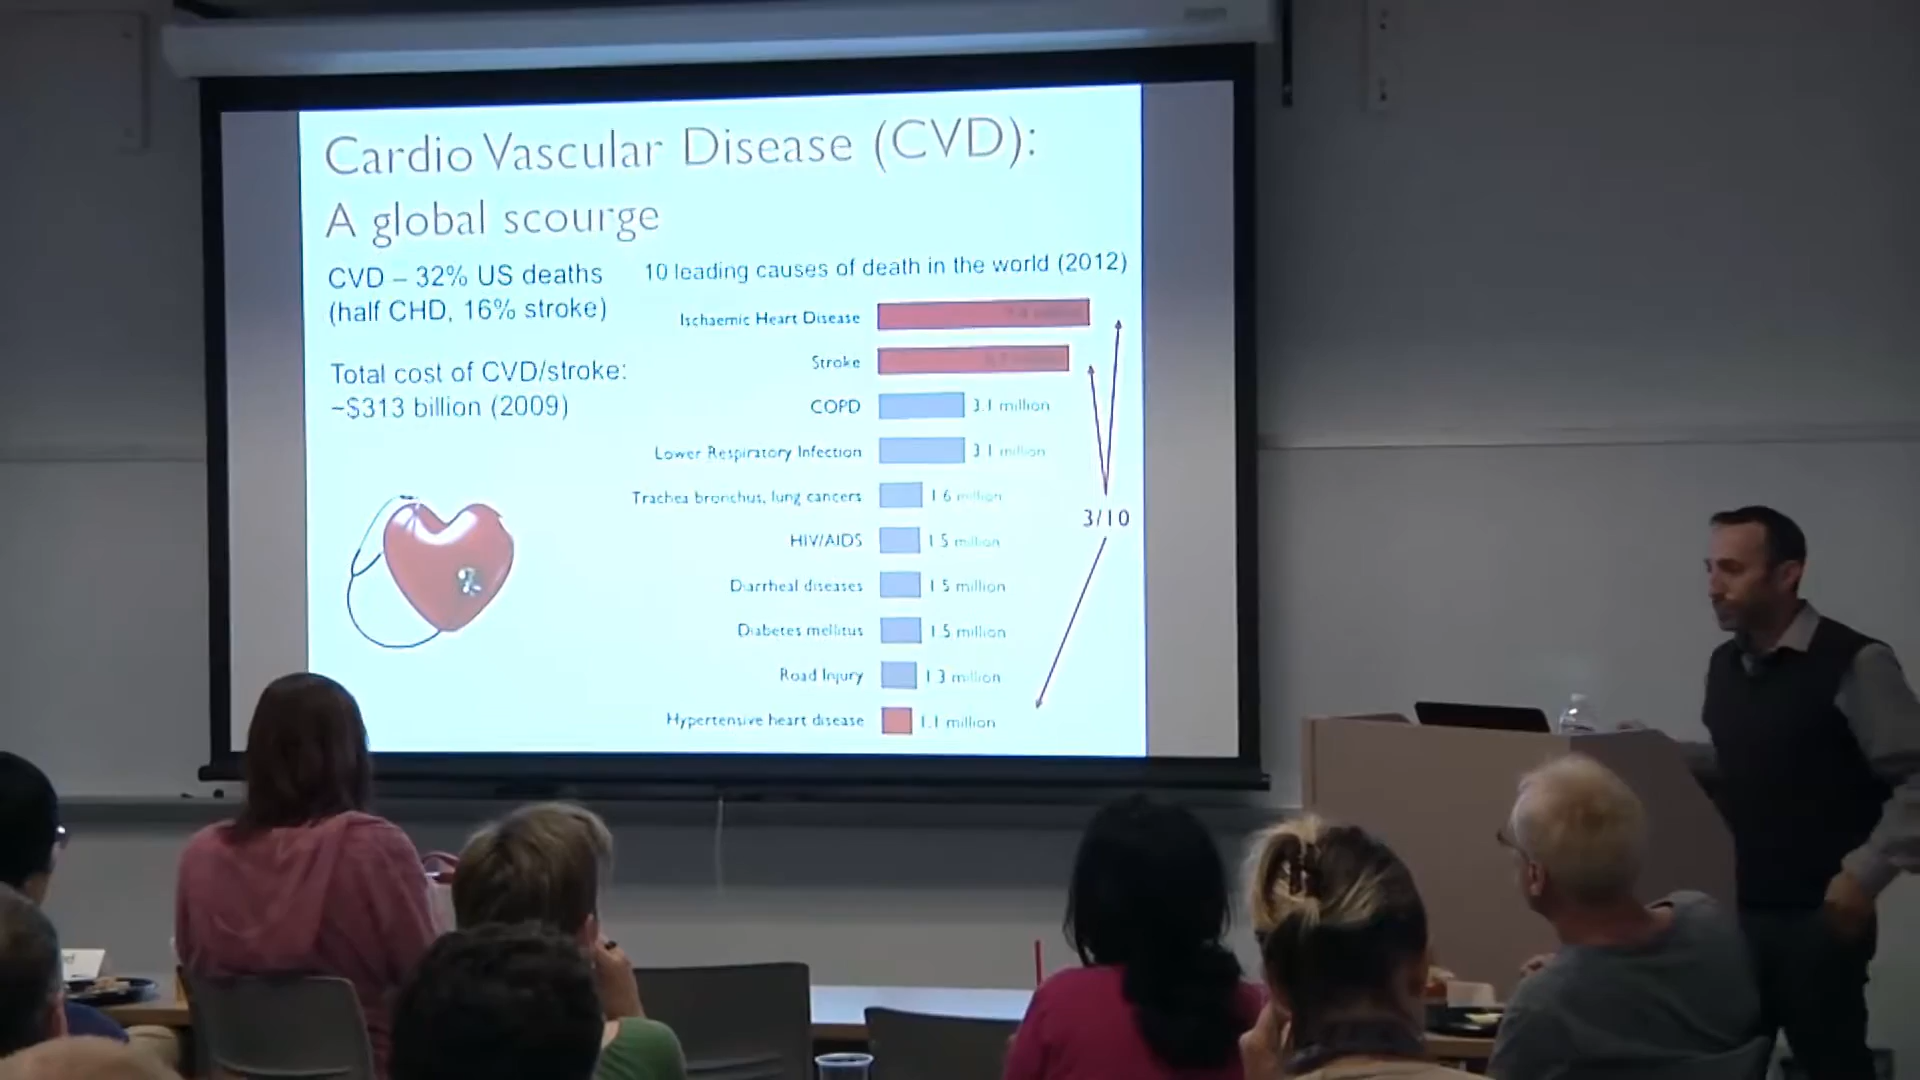 Cardio Vascular Disease (CVD):
A global scourge
CVD – 32% US deaths
(half CHD, 16% stroke)
Total cost of CVD/stroke:
~$313 billion (2009)
10 leading causes of death in the world (2012)
Ischaemic Heart Disease
Stroke
COPD 3.1 million
Lower Respiratory Infection 3.1 million
Trachea bronchus, lung cancers 1.6 million
HIV/AIDS 1.5 million
Diarrheal diseases 1.5 million
Diabetes mellitus 1.5 million
Road Injury 1.3 million
Hypertensive heart disease 1.1 million
3/10